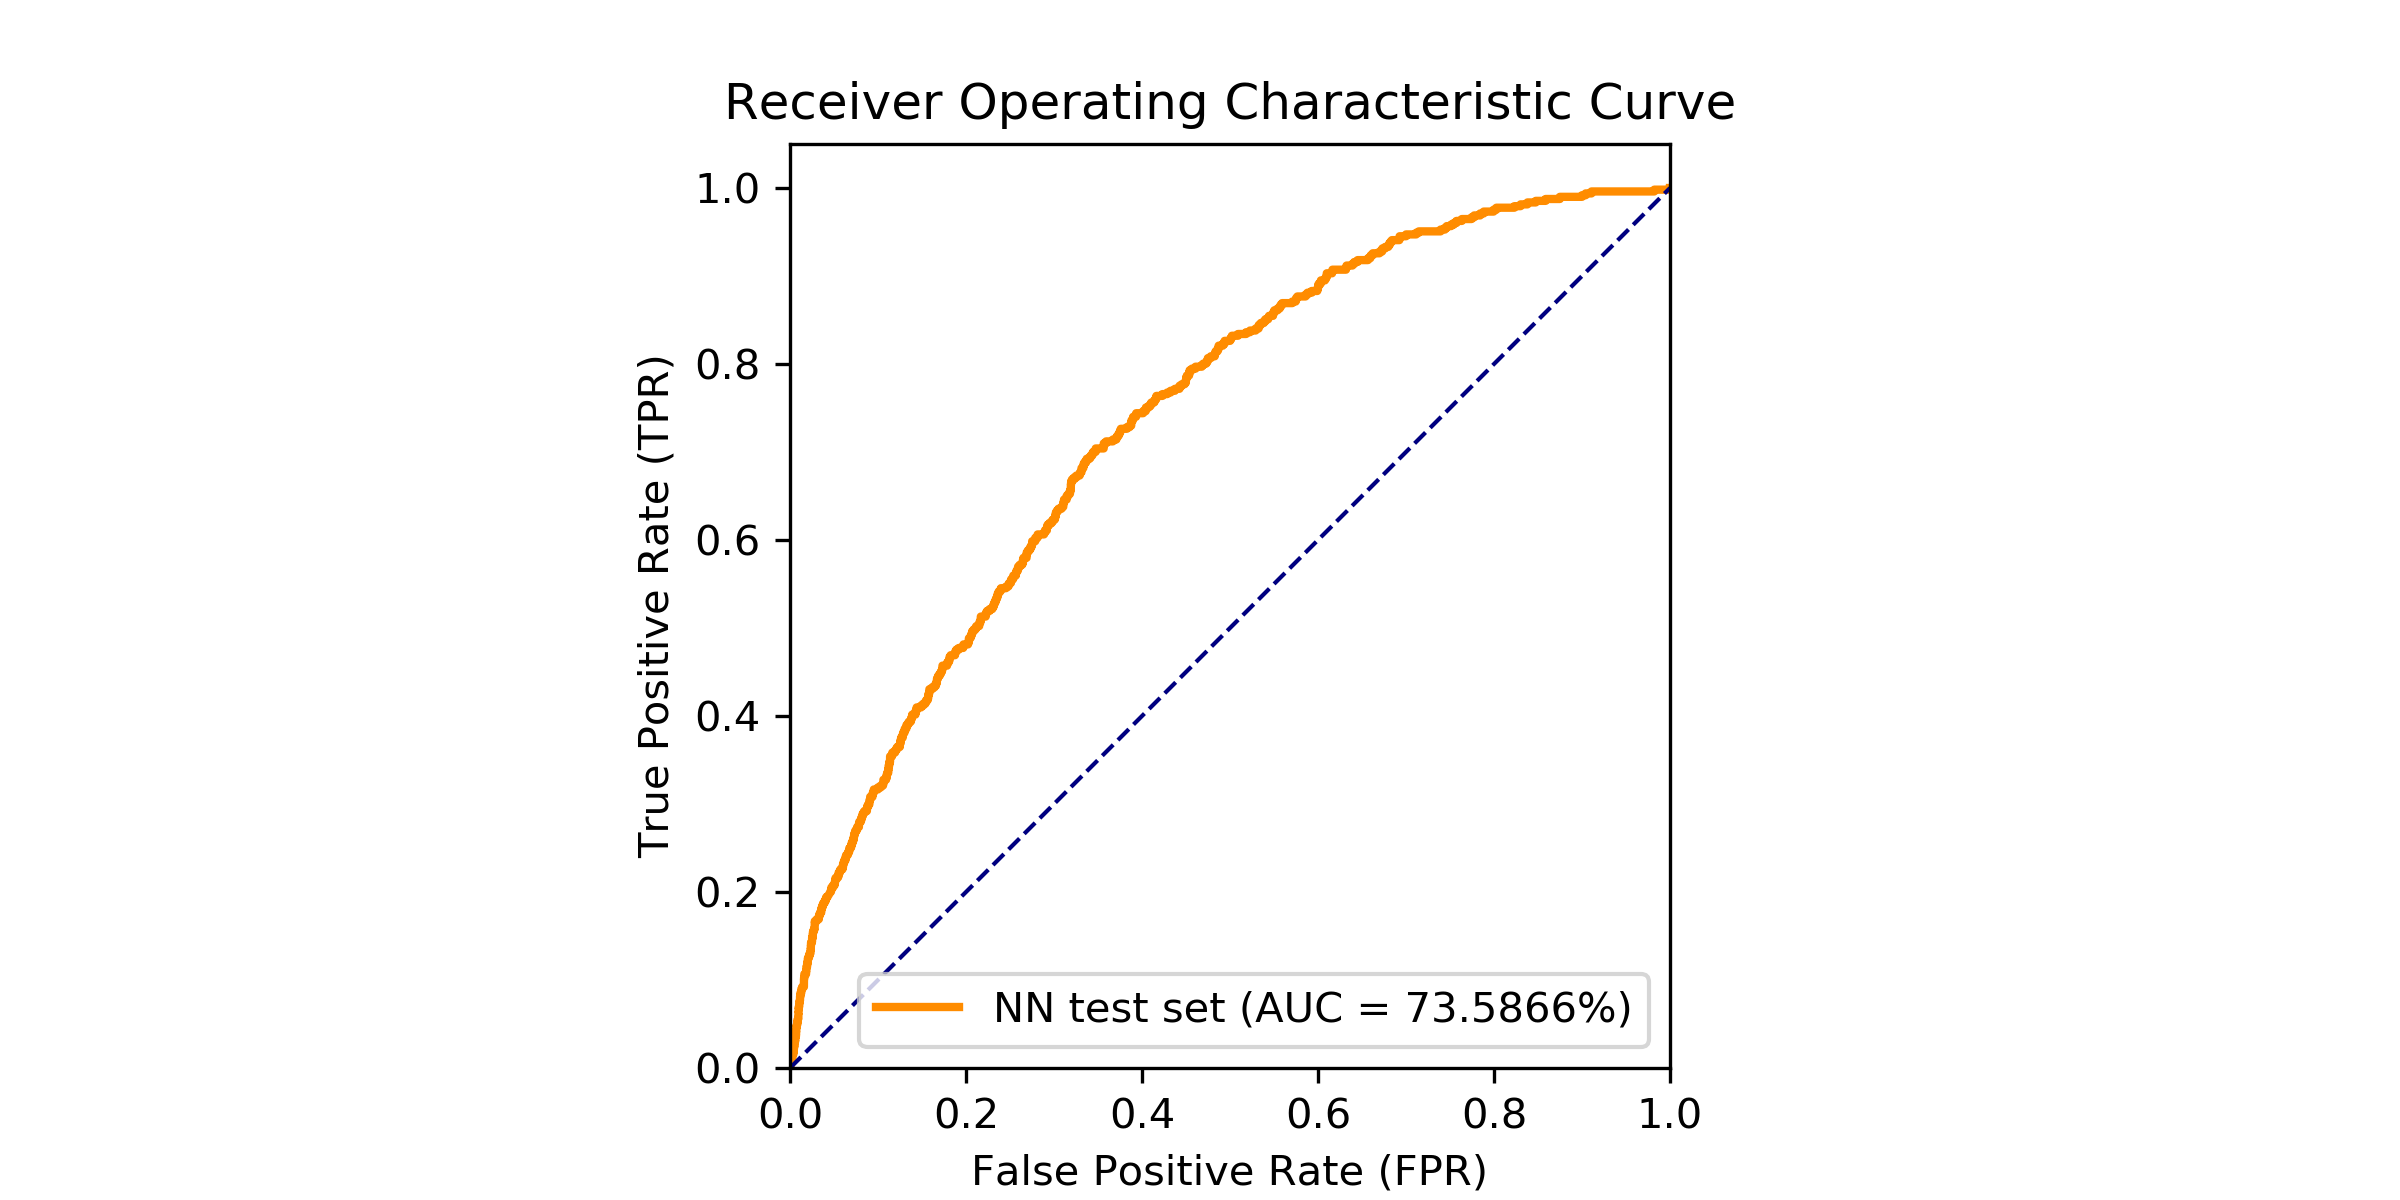 Receiver Operating Characteristic Curve
True Positive Rate (TPR)
1.0
0.8
0.6
0.4
0.2
0.0
NN test set (AUC = 73.5866%)
0.0 0.2 0.4 0.6 0.8 1.0
False Positive Rate (FPR)